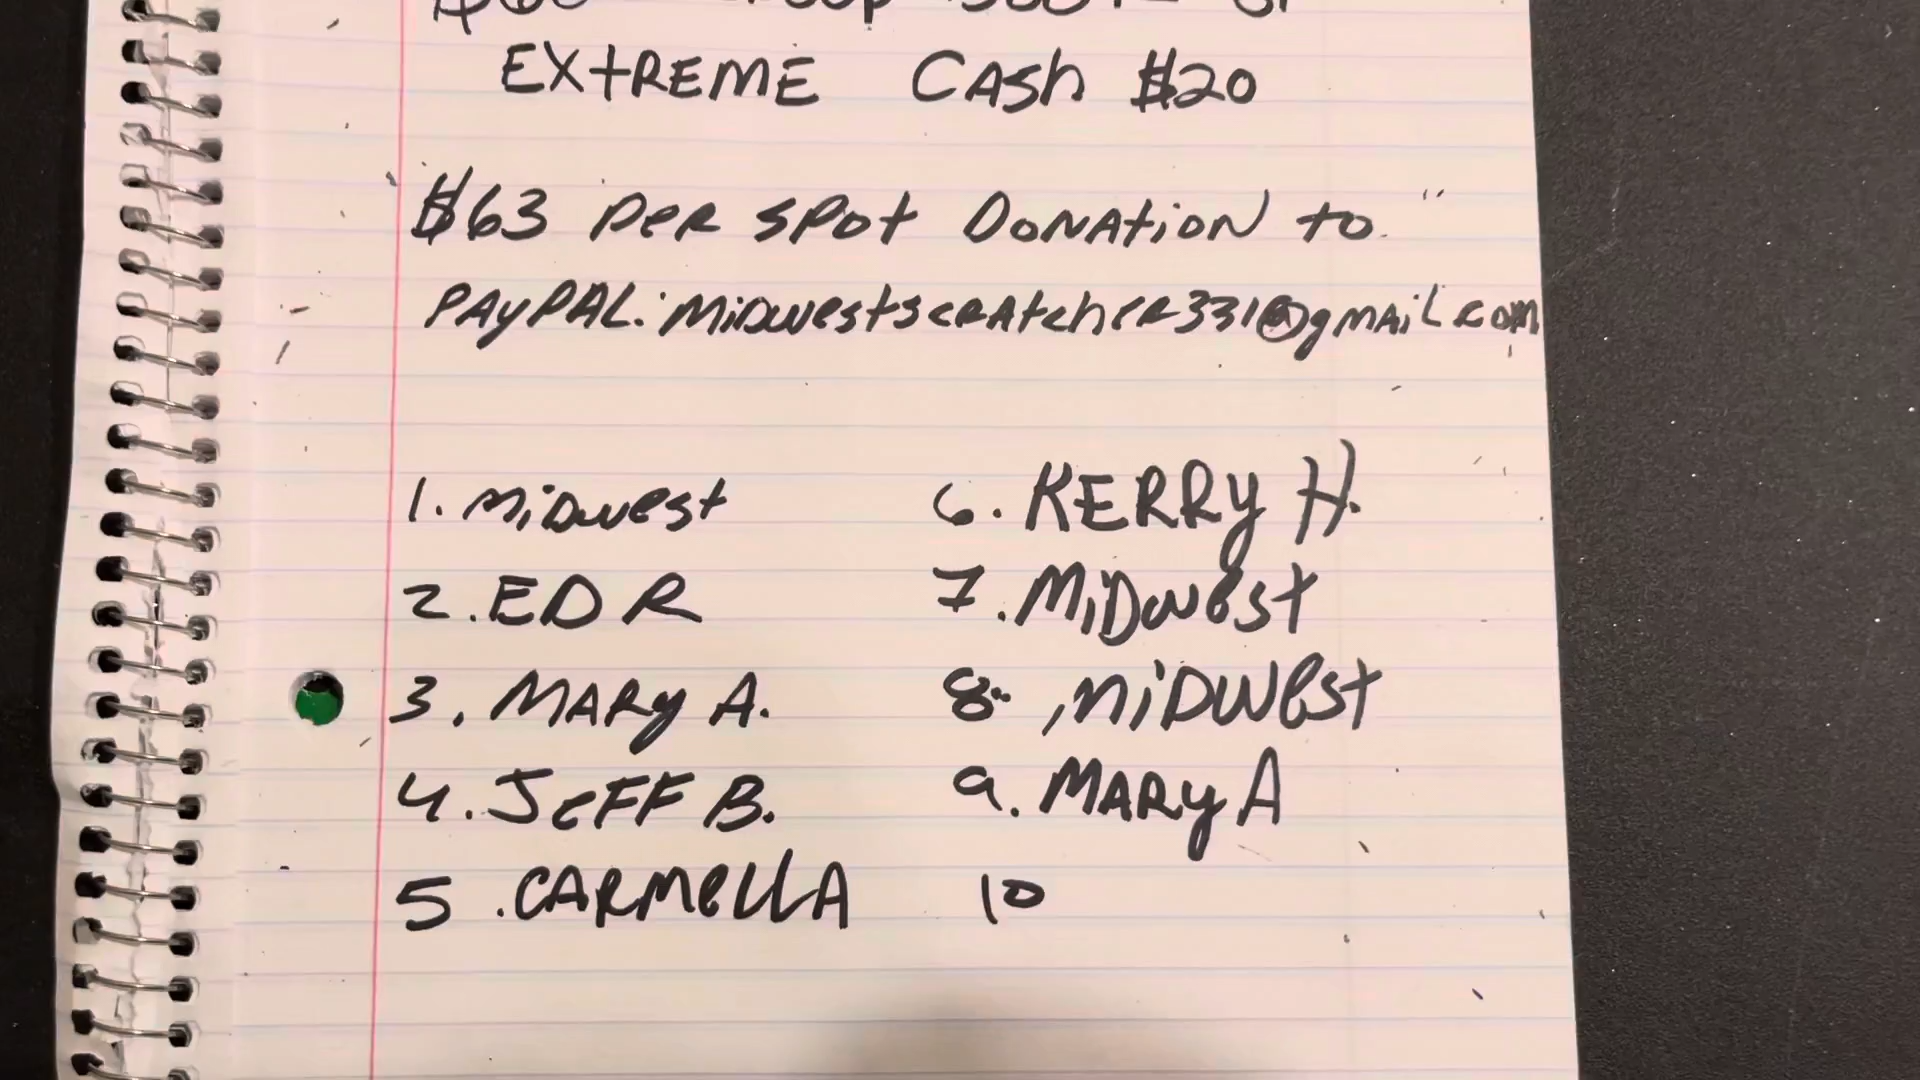 EXTREME Cash $20
$63 per spot Donation to
PAYPAL: Midwestscratcher331@gmail.com
1. Midwest
2. ED R
3. MARY A.
4. Jeff B.
5. CARMELLA
6. KERRY H.
7. Midwest
8. MIDWEST
9. MARY A
10